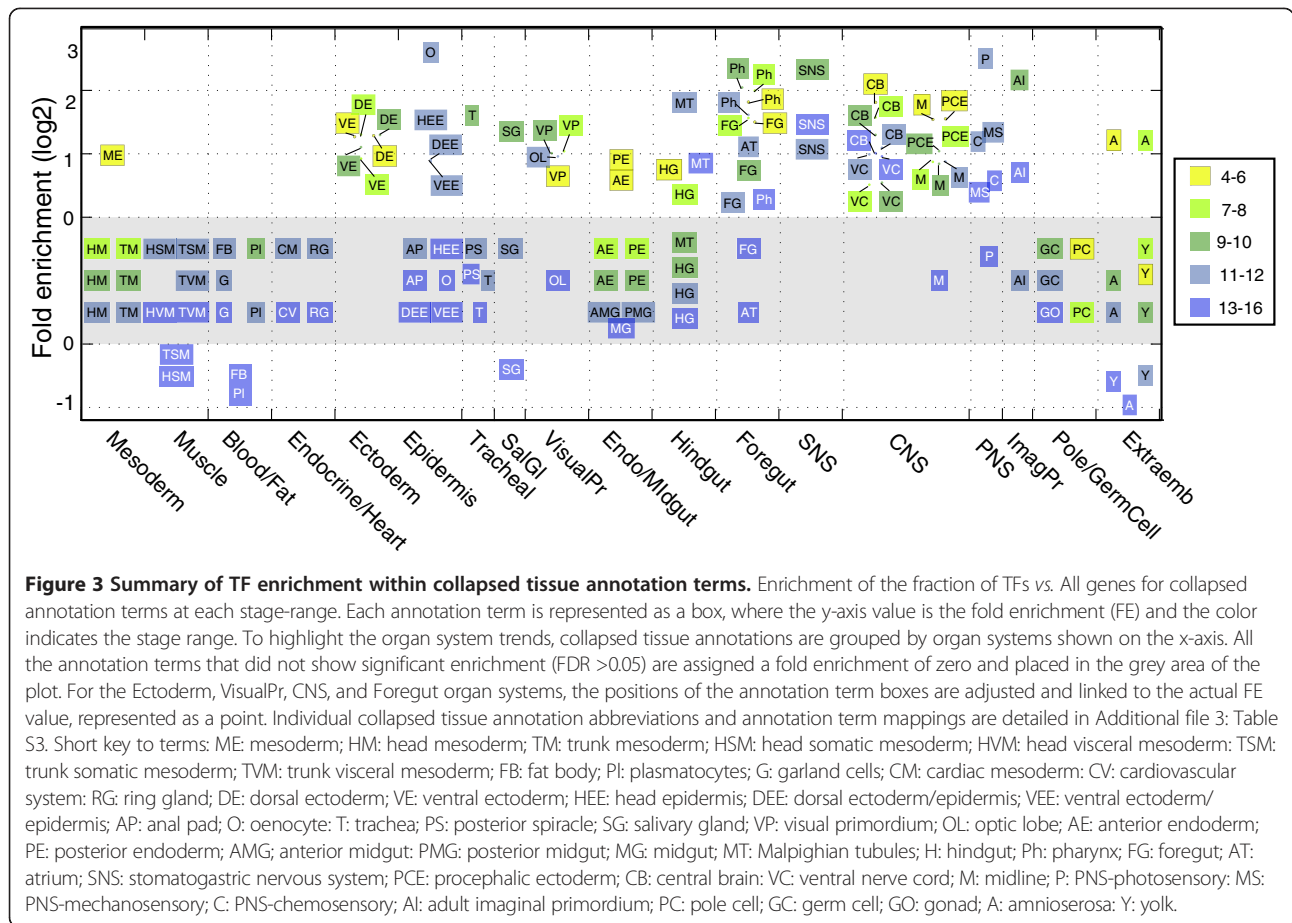 Fold enrichment (log2)
3
2
1
0
0
-1
ME
HM TM
HM TM
HM TM
HSM TSM
TVM
HVM TVM
TSM
HSM
FB PI
G
G PI
FB
PI
CM RG
CV RG
DE
VE DE
DE
VE
VE
O
HEE
DEE
VEE
AP HEE
AP O
DEE VEE
T
PS
PS T
T
SG
SG
SG
VP VP
OL
VP
OL
PE
AE
AE PE
AE PE
AMG PMG
MG
MT
HG MT
HG
MT
HG
HG
HG
Ph Ph
Ph Ph
FG FG
AT
FG
FG Ph
FG
AT
SNS
SNS
SNS
CB
CB CB
CB CB
VC VC
VC VC
M PCE
PCE PCE
M M M
M
P
C MS
MS C
P
AI
AI
AI
GC PC
GC
GO PC
A A
Y
Y
A
A Y
Y Y
A
4-6
7-8
9-10
11-12
13-16
Mesoderm
Muscle
Blood/Fat
Endocrine/Heart
Ectoderm
Epidermis
Tracheal
SalGl
VisualPr
Endo/MIdgut
Hindgut
Foregut
SNS
CNS
PNS
ImagPr
Pole/GermCell
Extraemb
Figure 3 Summary of TF enrichment within collapsed tissue annotation terms. Enrichment of the fraction of TFs vs. All genes for collapsed
annotation terms at each stage-range. Each annotation term is represented as a box, where the y-axis value is the fold enrichment (FE) and the color
indicates the stage range. To highlight the organ system trends, collapsed tissue annotations are grouped by organ systems shown on the x-axis. All
the annotation terms that did not show significant enrichment (FDR >0.05) are assigned a fold enrichment of zero and placed in the grey area of the
plot. For the Ectoderm, VisualPr, CNS, and Foregut organ systems, the positions of the annotation term boxes are adjusted and linked to the actual FE
value, represented as a point. Individual collapsed tissue annotation abbreviations and annotation term mappings are detailed in Additional file 3: Table
S3. Short key to terms: ME: mesoderm; HM: head mesoderm; TM: trunk mesoderm; HSM: head somatic mesoderm; HVM: head visceral mesoderm: TSM:
trunk somatic mesoderm; TVM: trunk visceral mesoderm; FB: fat body; Pl: plasmatocytes; G: garland cells; CM: cardiac mesoderm: CV: cardiovascular
system: RG: ring gland; DE: dorsal ectoderm; VE: ventral ectoderm; HEE: head epidermis; DEE: dorsal ectoderm/epidermis; VEE: ventral ectoderm/
epidermis; AP: anal pad; O: oenocyte: T: trachea; PS: posterior spiracle; SG: salivary gland; VP: visual primordium; OL: optic lobe; AE: anterior endoderm;
PE: posterior endoderm; AMG; anterior midgut: PMG: posterior midgut; MG: midgut; MT: Malpighian tubules; H: hindgut; Ph: pharynx; FG: foregut; AT:
atrium; SNS: stomatogastric nervous system; PCE: procephalic ectoderm; CB: central brain: VC: ventral nerve cord; M: midline; P: PNS-photosensory: MS:
PNS-mechanosensory; C: PNS-chemosensory; AI: adult imaginal primordium; PC: pole cell; GC: germ cell; GO: gonad; A: amnioserosa: Y: yolk.